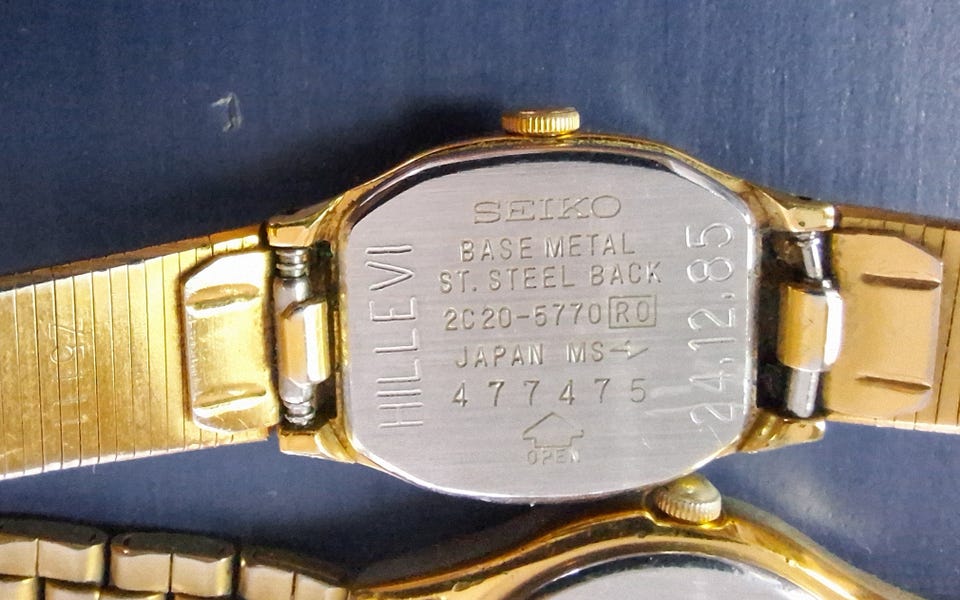 SEIKO
BASE METAL
ST. STEEL BACK
2C20-5770 RO
JAPAN MS
477475
OPEN
HILLEVI
24.12.85